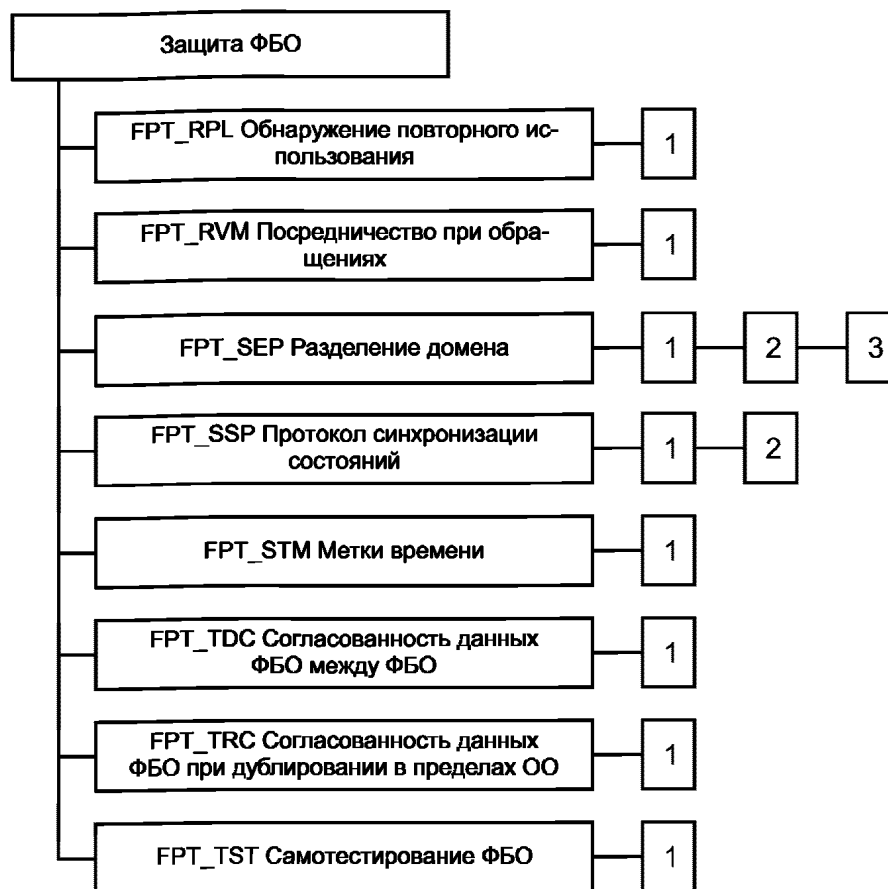 Защита ФБО
FPT_RPL Обнаружение повторного ис-
пользования
1
FPT_RVM Посредничество при обра-
щениях
1
FPT_SEP Разделение домена
1
2
3
FPT_SSP Протокол синхронизации
состояний
1
2
FPT_STM Метки времени
1
FPT_TDC Согласованность данных
ФБО между ФБО
1
FPT_TRC Согласованность данных
ФБО при дублировании в пределах ОО
1
FPT_TST Самотестирование ФБО
1